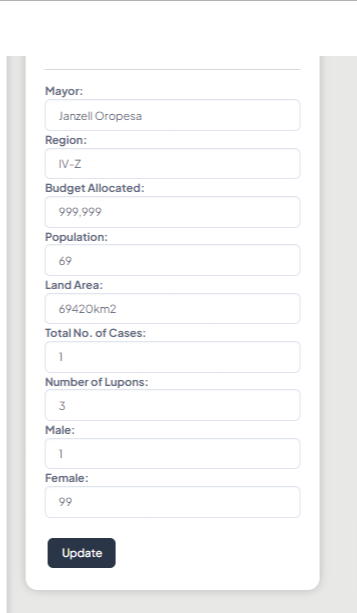 Mayor:
Janzell Oropesa
Region:
IV-Z
Budget Allocated:
999,999
Population:
69
Land Area:
69420km2
Total No. of Cases:
1
Number of Lupons:
3
Male:
1
Female:
99
Update